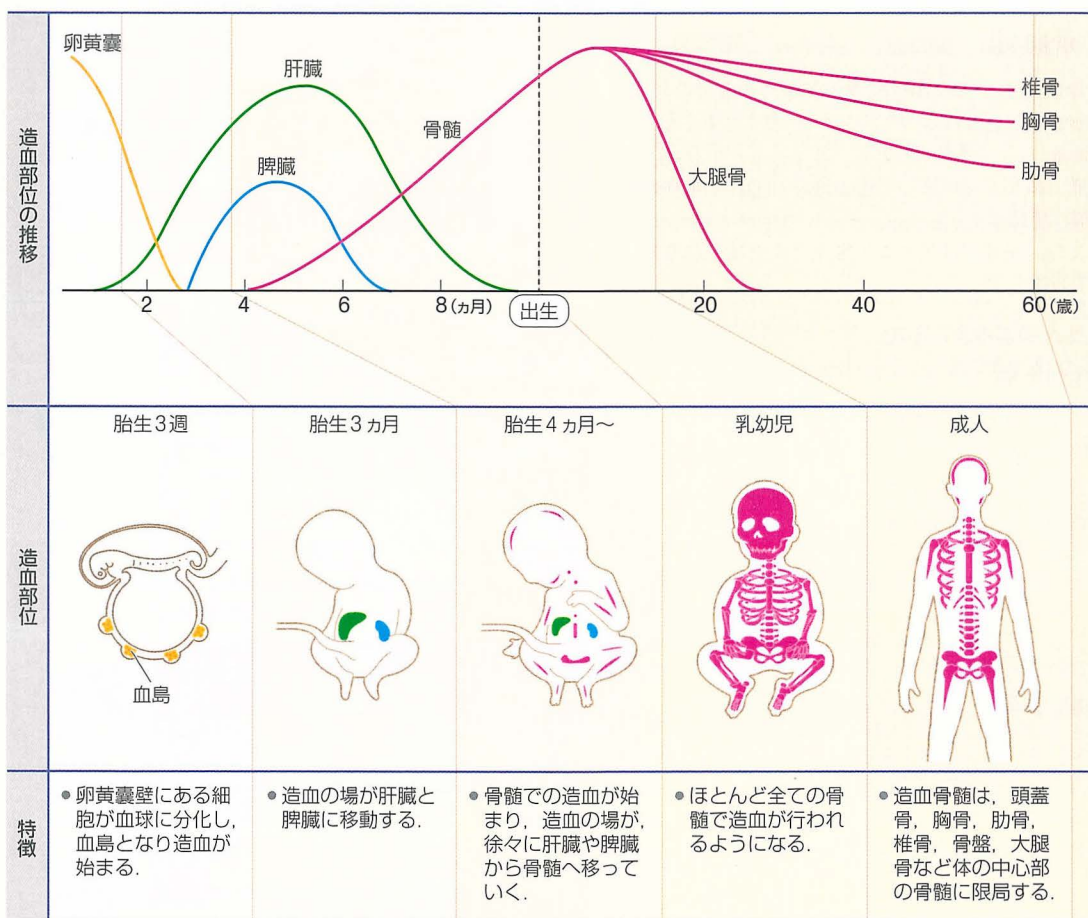 造血部位の推移
卵黄嚢
肝臓
脾臓
骨髄
大腿骨
椎骨
胸骨
肋骨
2
4
6
8(ヵ月)
出生
20
40
60(歳)
造血部位
胎生3週
胎生3ヵ月
胎生4ヵ月〜
乳幼児
成人
血島
特徴
●卵黄嚢壁にある細
胞が血球に分化し,
血島となり造血が
始まる.
●造血の場が肝臓と
脾臓に移動する.
●骨髄での造血が始
まり,造血の場が,
徐々に肝臓や脾臓
から骨髄へ移って
いく.
●ほとんど全ての骨
髄で造血が行われ
るようになる.
●造血骨髄は,頭蓋
骨,胸骨,肋骨,
椎骨,骨盤,大腿
骨など体の中心部
の骨髄に限局する.